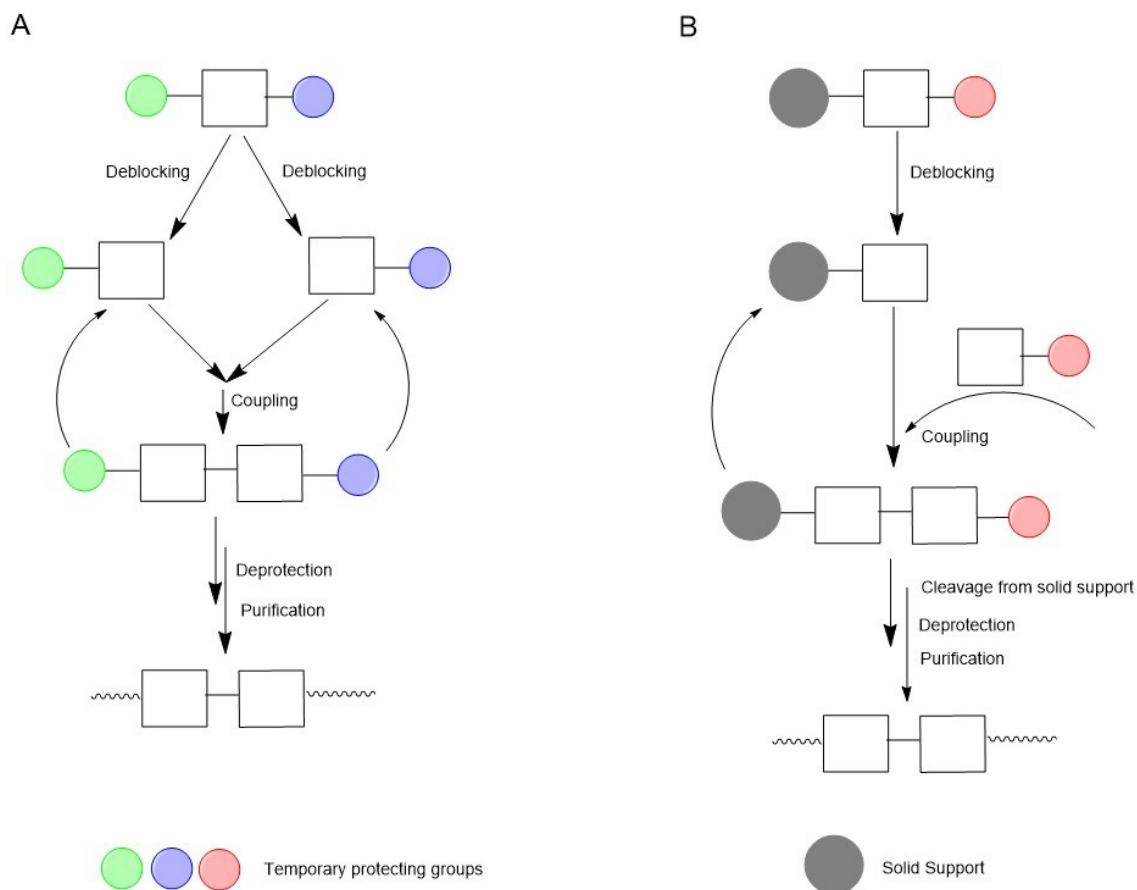 A
Deblocking
Deblocking
Coupling
Deprotection
Purification
B
Deblocking
Coupling
Cleavage from solid support
Deprotection
Purification
Temporary protecting groups
Solid Support